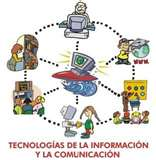 TECNOLOGÍAS DE LA INFORMACIÓN
Y LA COMUNICACIÓN